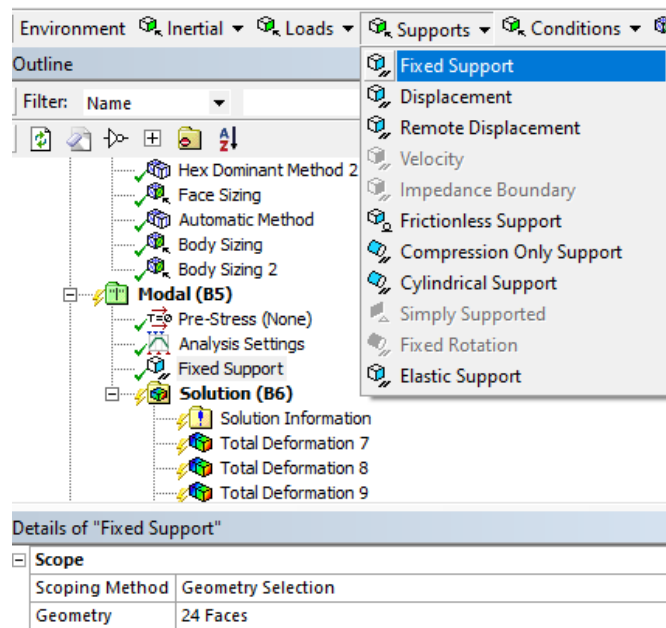 Environment Inertial Loads Supports Conditions
Outline
Filter: Name
Hex Dominant Method 2
Face Sizing
Automatic Method
Body Sizing
Body Sizing 2
Modal (B5)
Pre-Stress (None)
Analysis Settings
Fixed Support
Solution (B6)
Solution Information
Total Deformation 7
Total Deformation 8
Total Deformation 9
Fixed Support
Displacement
Remote Displacement
Velocity
Impedance Boundary
Frictionless Support
Compression Only Support
Cylindrical Support
Simply Supported
Fixed Rotation
Elastic Support
Details of "Fixed Support"
Scope
Scoping Method Geometry Selection
Geometry 24 Faces